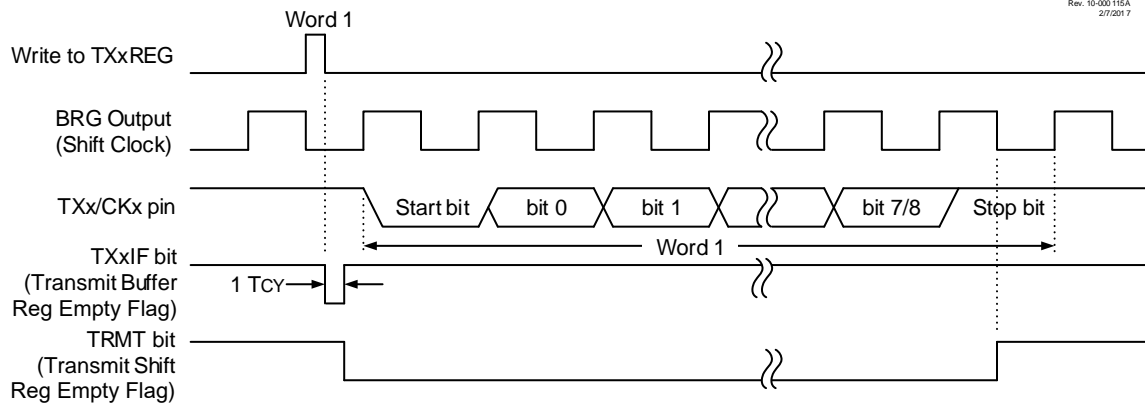 Rev. 10-000 115A
2/7/201 7
Word 1
Write to TXxREG
BRG Output
(Shift Clock)
TXx/CKx pin
Start bit
bit 0
bit 1
bit 7/8
Stop bit
Word 1
TXxIF bit
(Transmit Buffer
Reg Empty Flag)
1 TCY
TRMT bit
(Transmit Shift
Reg Empty Flag)